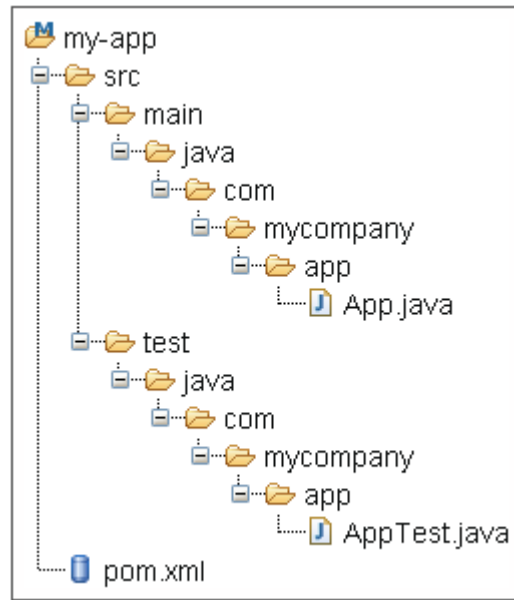 my-app
src
main
java
com
mycompany
app
App.java
test
java
com
mycompany
app
AppTest.java
pom.xml